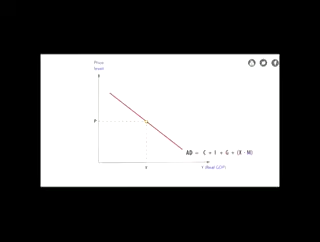 Price
level
P
AD = C + I + G + (X - M)
Y (Real GDP)